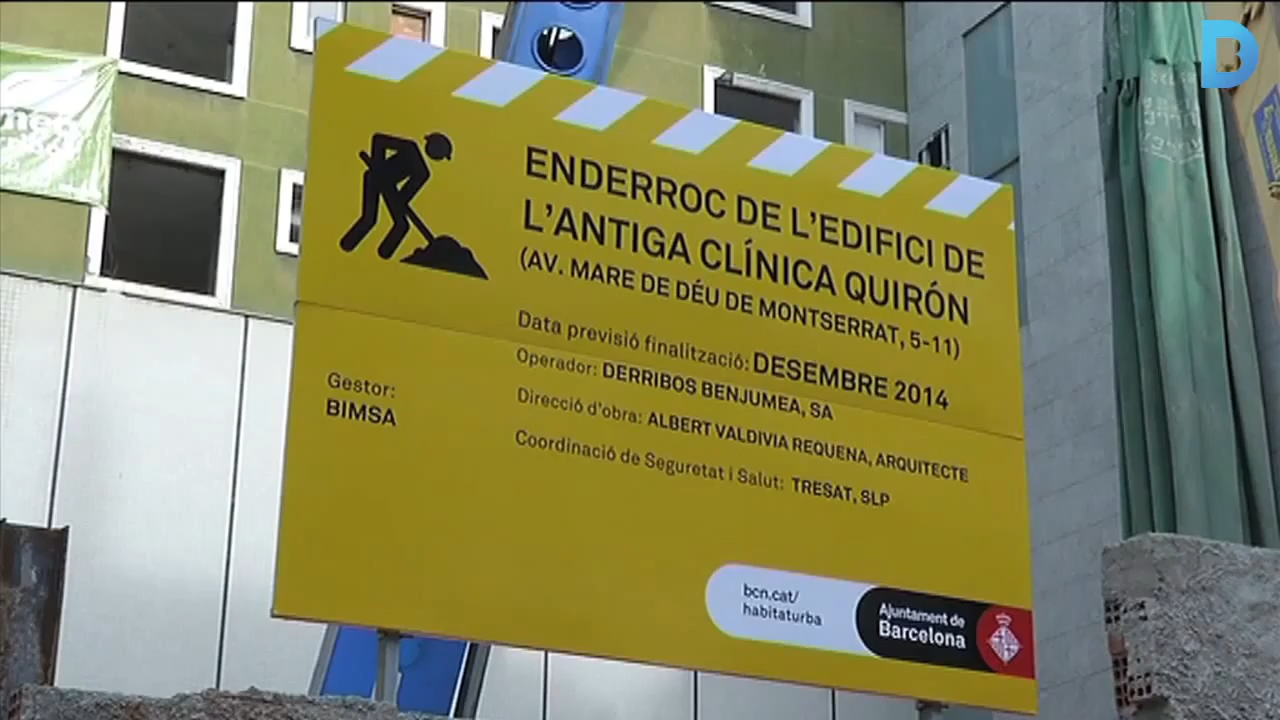 ENDERROC DE L'EDIFICI DE
L'ANTIGA CLÍNICA QUIRÓN
(AV. MARE DE DÉU DE MONTSERRAT, 5-11)
Data previsió finalització: DESEMBRE 2014
Operador: DERRIBOS BENJUMEA, SA
Direcció d'obra: ALBERT VALDIVIA REQUENA, ARQUITECTE
Coordinació de Seguretat i Salut: TRESAT, SLP
Gestor:
BIMSA
bcn.cat/
habitaturba
Ajuntament de
Barcelona